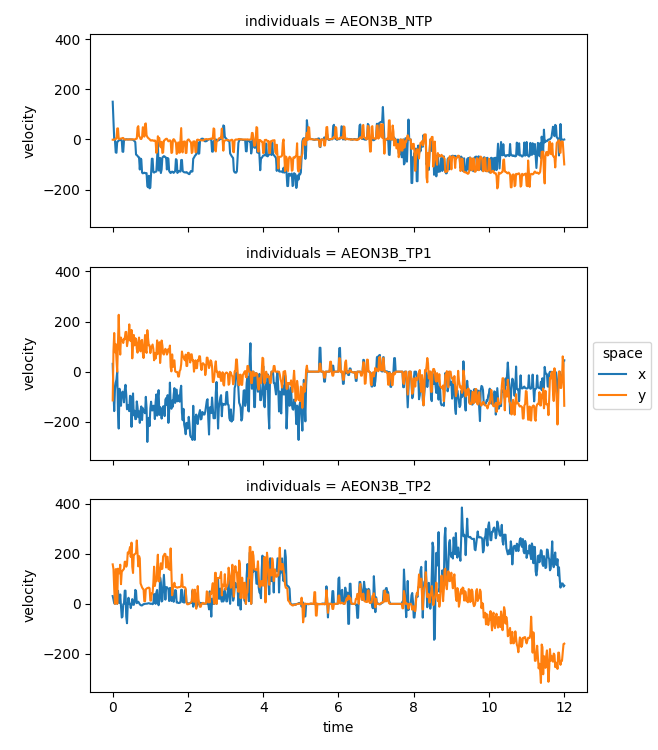 individuals = AEON3B_NTP
400
200
0
−200
velocity
individuals = AEON3B_TP1
400
200
0
−200
velocity
space
x
y
individuals = AEON3B_TP2
400
200
0
−200
velocity
0 2 4 6 8 10 12
time